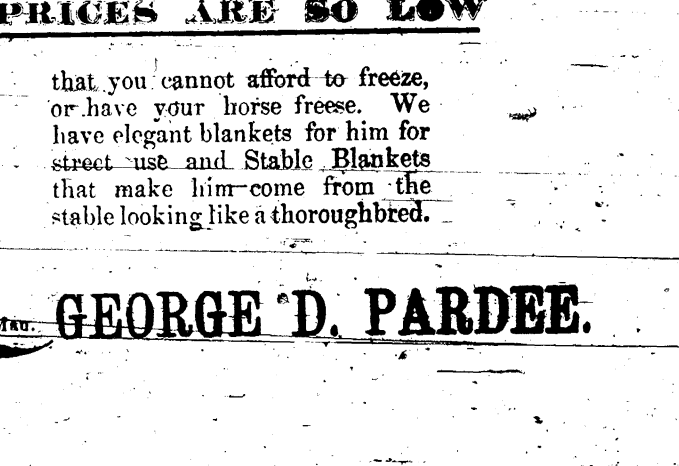 PRICES ARE SO LOW
that you cannot afford to freeze,
or have your horse freese. We
have elegant blankets for him for
street use and Stable Blankets
that make him come from the
stable looking like a thoroughbred.
GEORGE D. PARDEE.